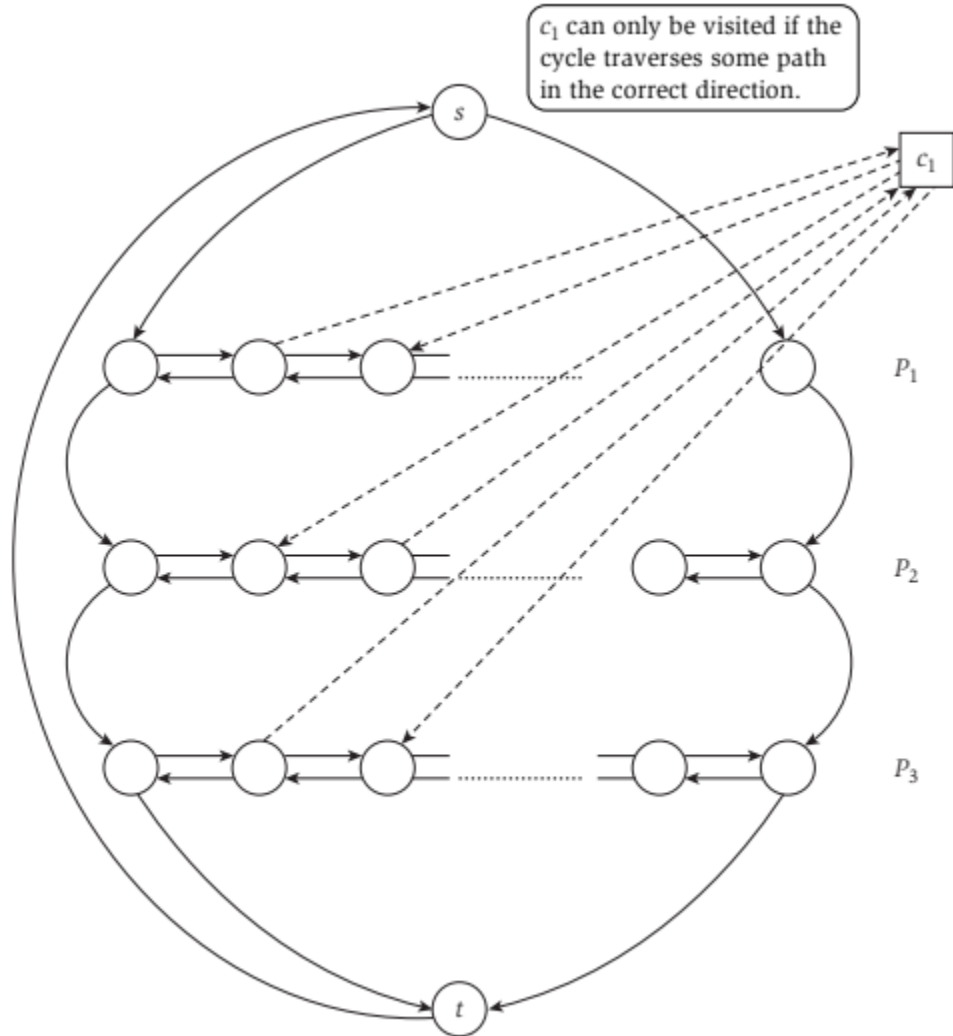 c₁ can only be visited if the
cycle traverses some path
in the correct direction.
s
c₁
P₁
P₂
P₃
t